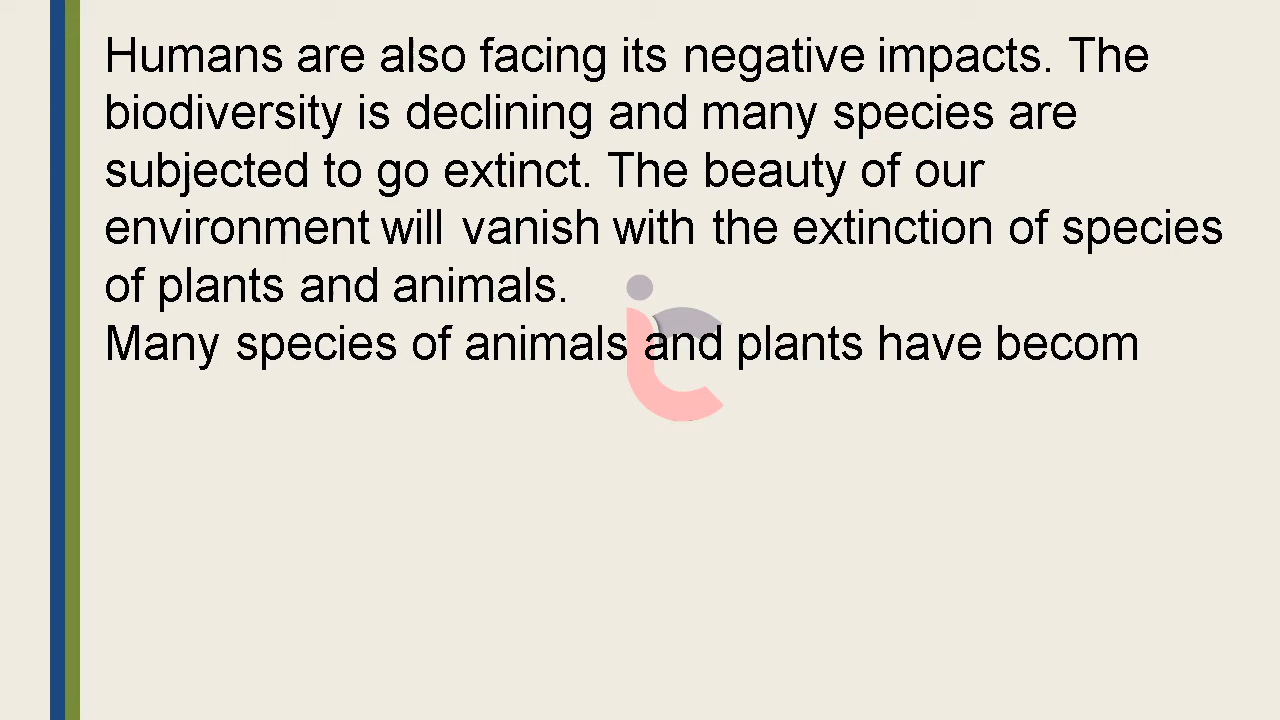 Humans are also facing its negative impacts. The
biodiversity is declining and many species are
subjected to go extinct. The beauty of our
environment will vanish with the extinction of species
of plants and animals.
Many species of animals and plants have becom